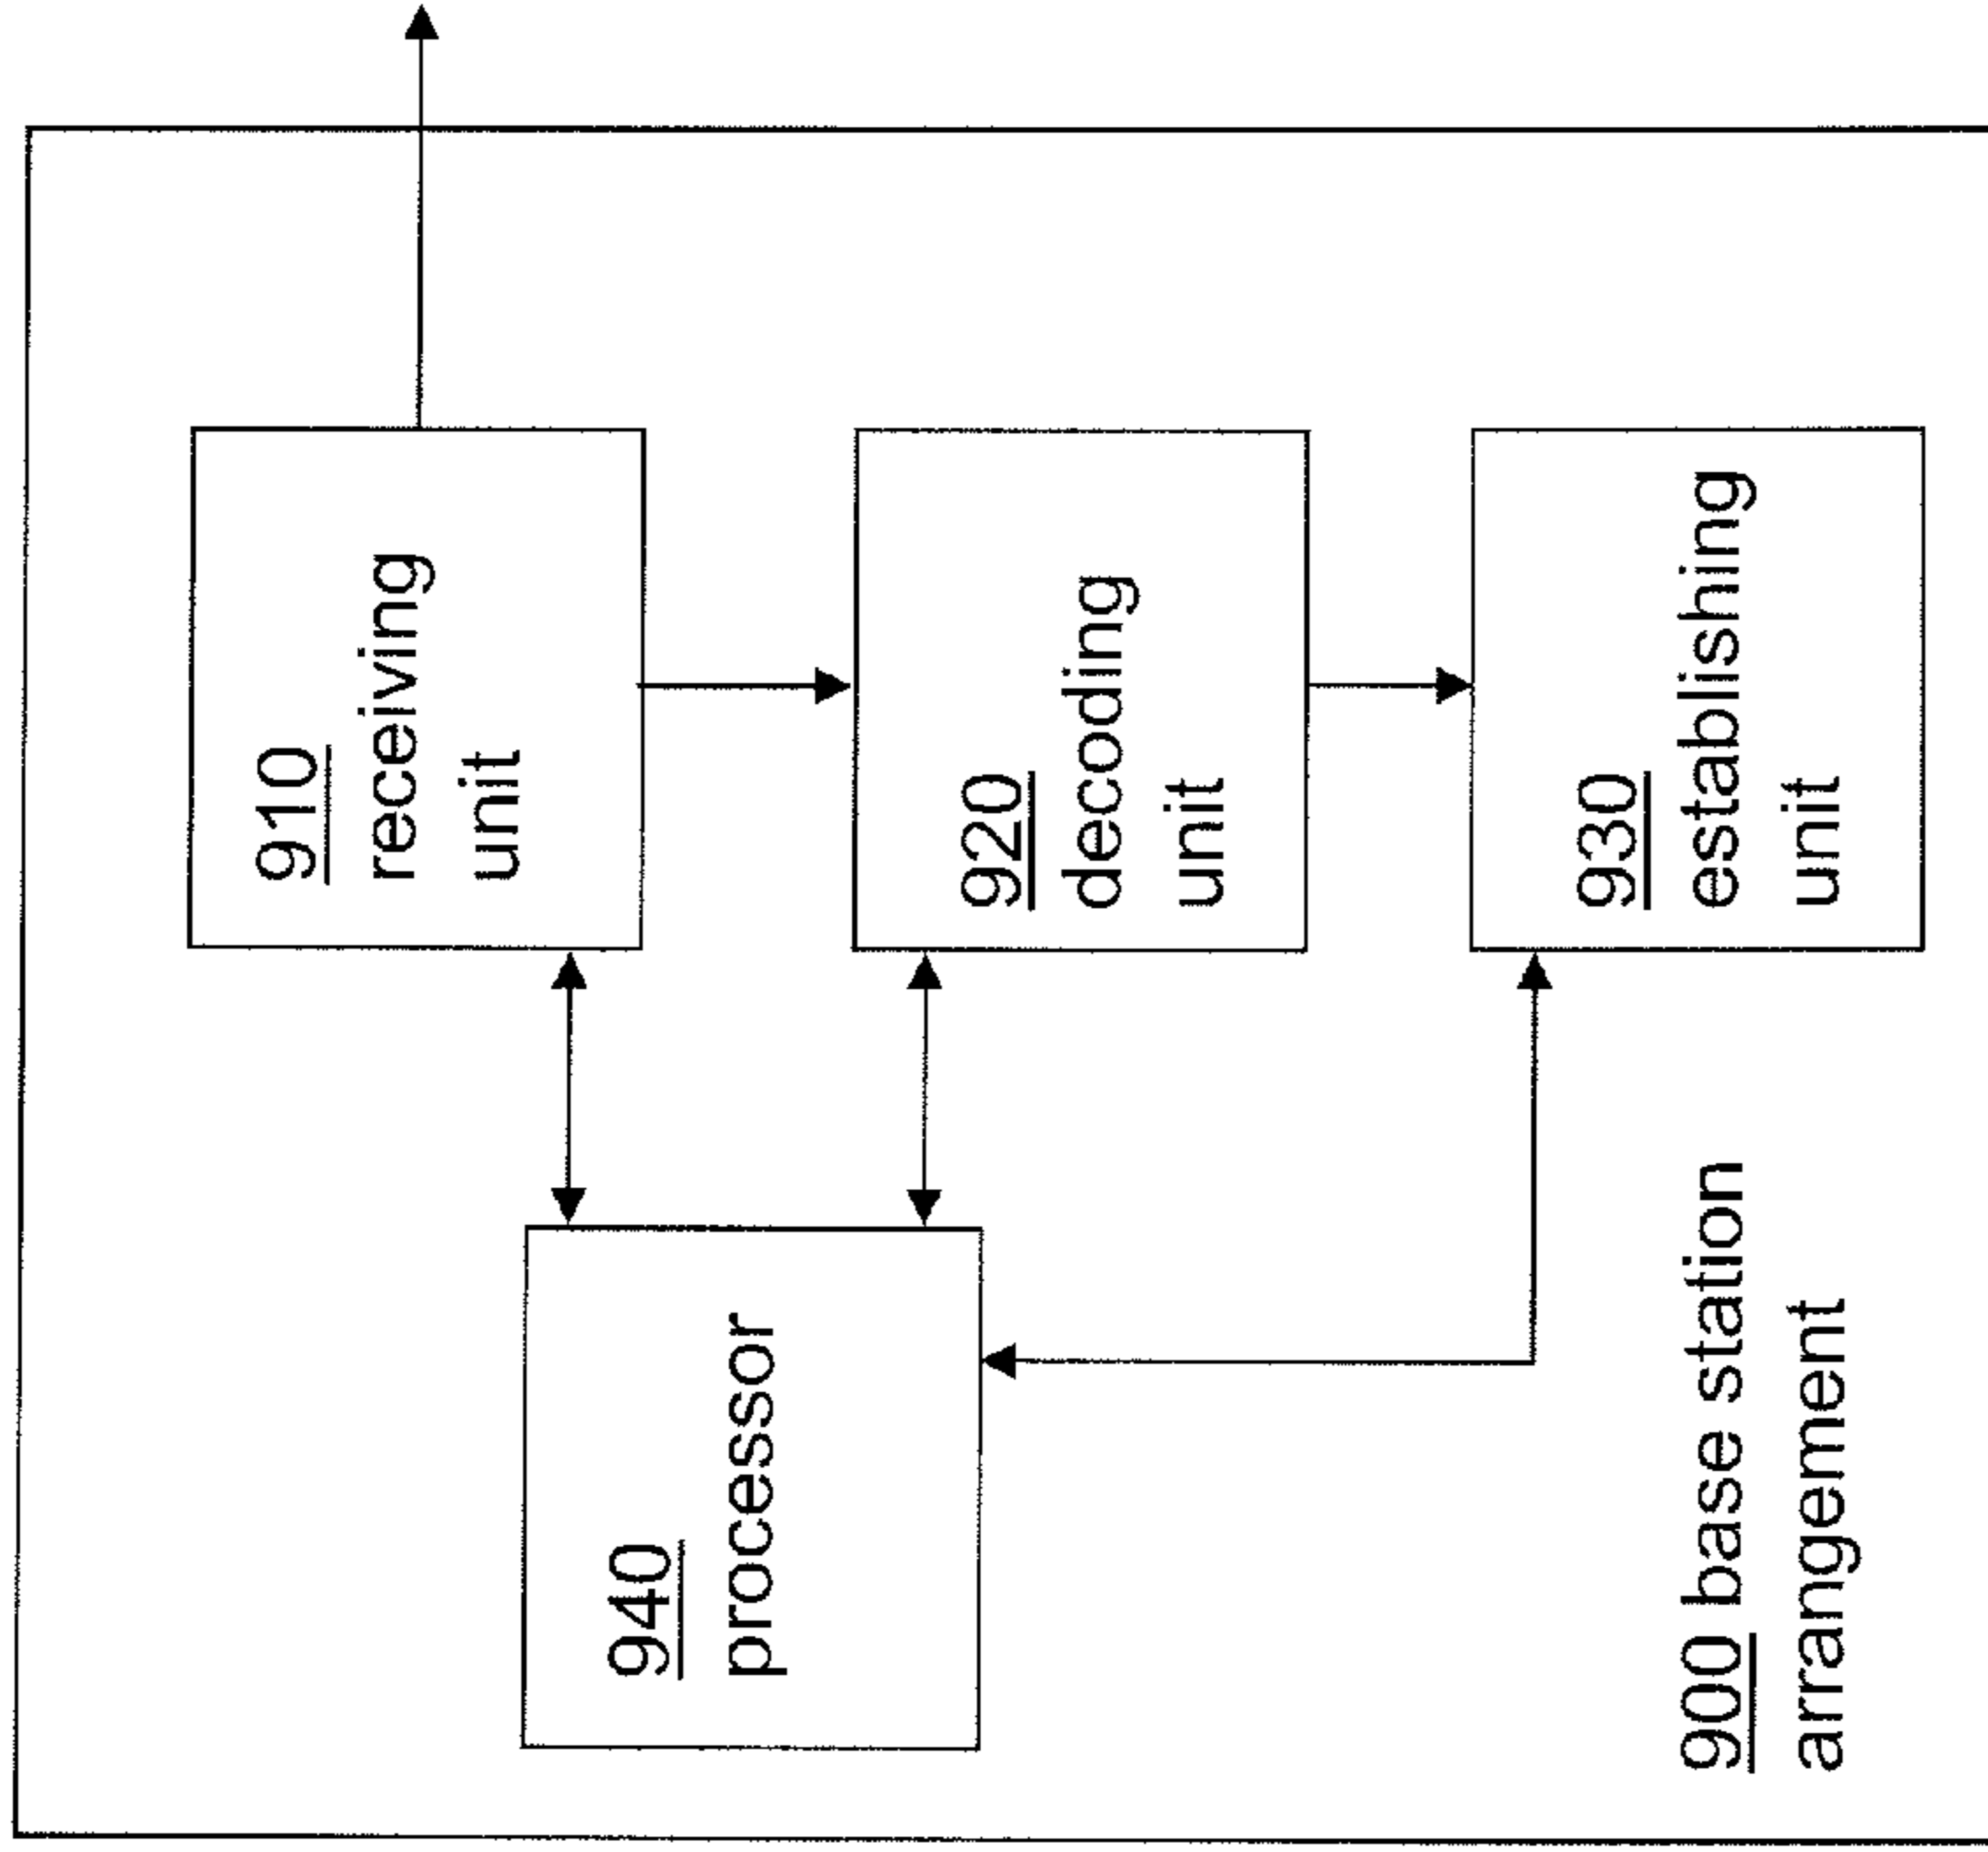 910
receiving
unit
920
decoding
unit
930
establishing
unit
940
processor
900 base station
arrangement